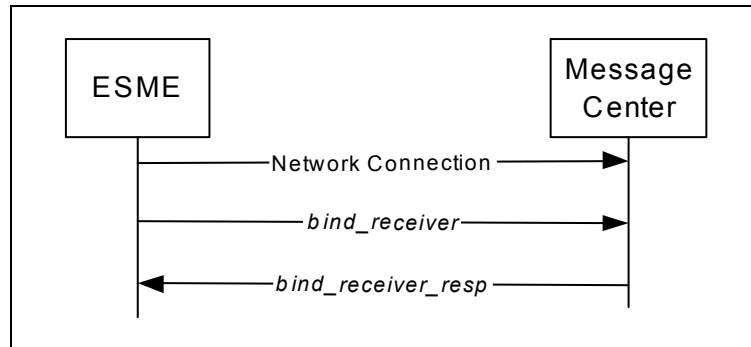 ESME
Message
Center
Network Connection
bind_receiver
bind_receiver_resp